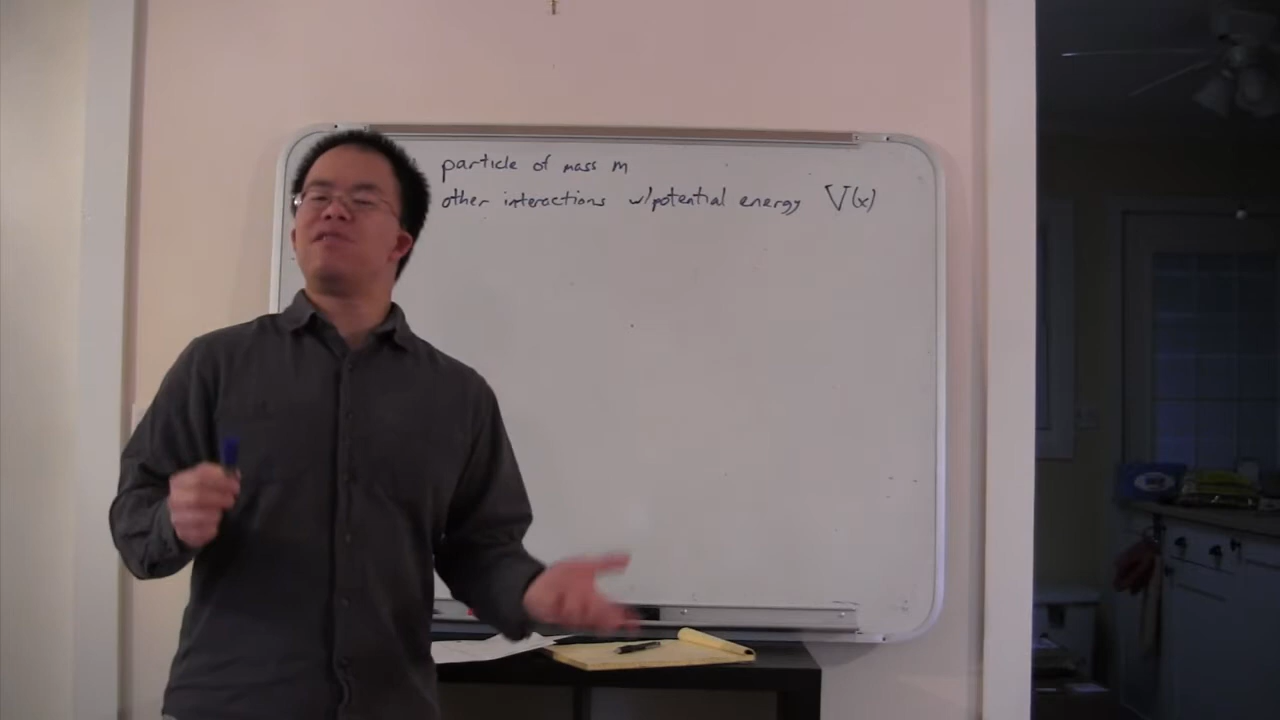 particle of mass m
other interactions w/potential energy V(x)